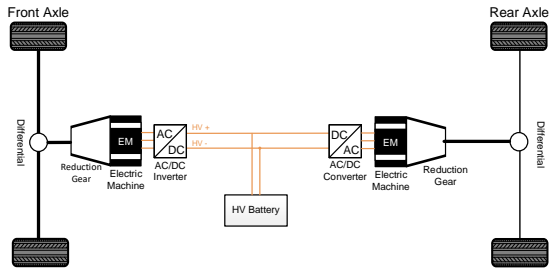 Front Axle
Rear Axle
Differential
Reduction
Gear
EM
Electric
Machine
AC
DC
AC/DC
Inverter
HV +
HV -
HV Battery
DC
AC
AC/DC
Converter
EM
Electric
Machine
Reduction
Gear
Differential